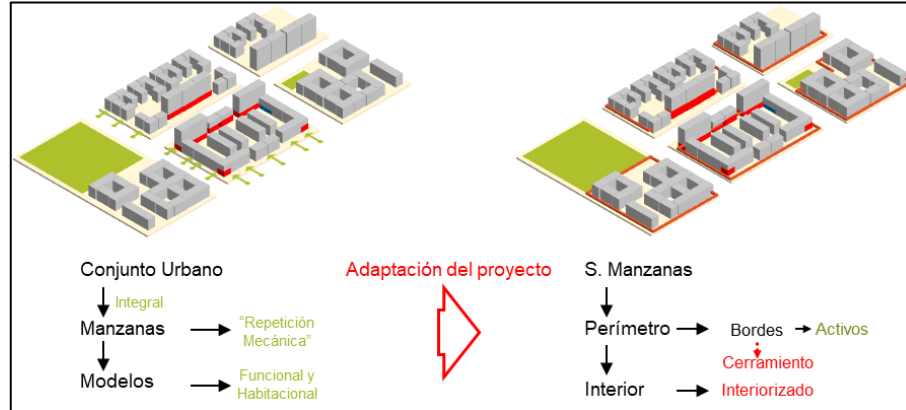 Conjunto Urbano
Integral
Manzanas
“Repetición
Mecánica”
Modelos
Funcional y
Habitacional
Adaptación del proyecto
S. Manzanas
Perímetro
Bordes
Activos
Cerramiento
Interior
Interiorizado